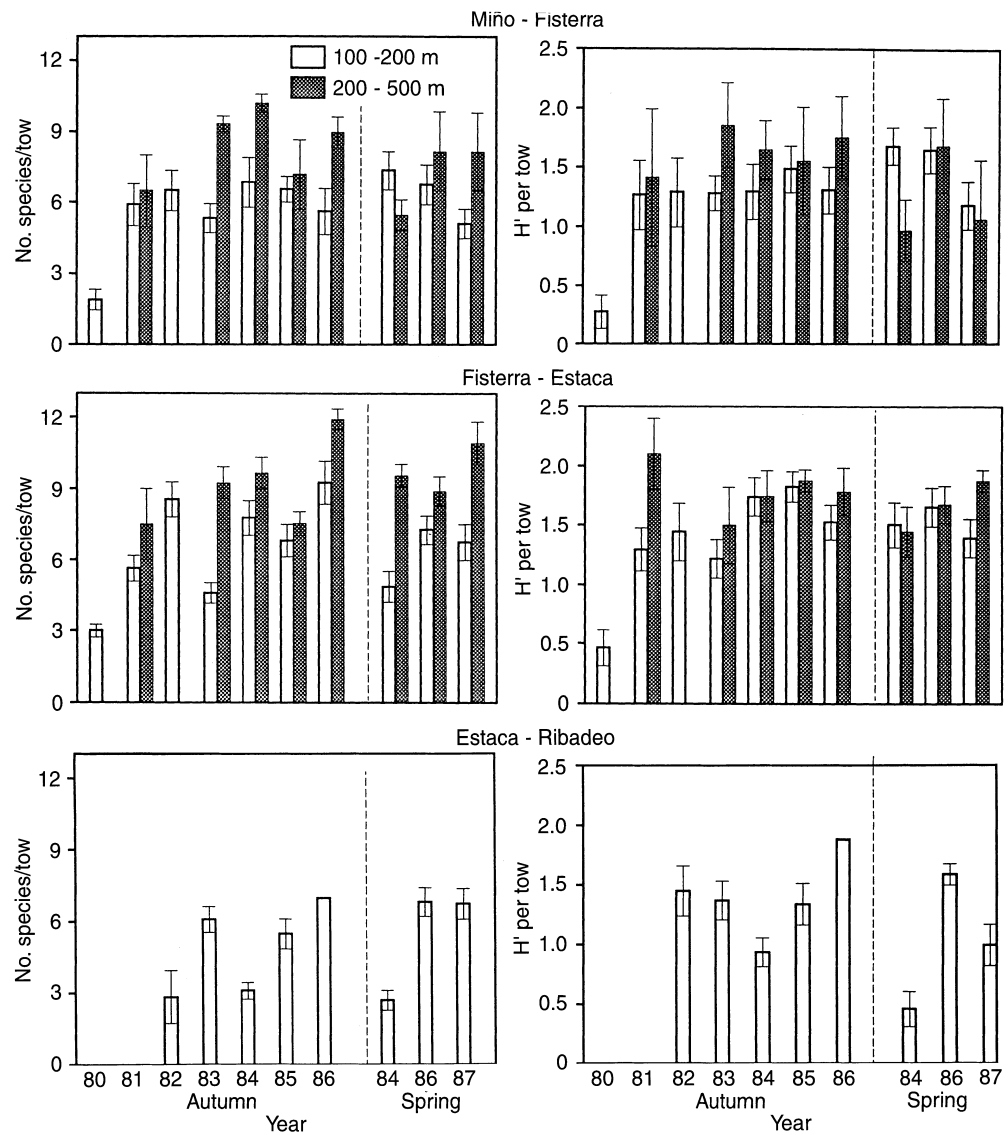 Miño - Fisterra
No. species/tow
12
9
6
3
0
100 -200 m
200 - 500 m
H' per tow
2.5
2.0
1.5
1.0
0.5
0
Fisterra - Estaca
No. species/tow
12
9
6
3
0
H' per tow
2.5
2.0
1.5
1.0
0.5
0
Estaca - Ribadeo
No. species/tow
12
9
6
3
0
80 81 82 83 84 85 86 84 86 87
Autumn Spring
Year
H' per tow
2.5
2.0
1.5
1.0
0.5
0
80 81 82 83 84 85 86 84 86 87
Autumn Spring
Year